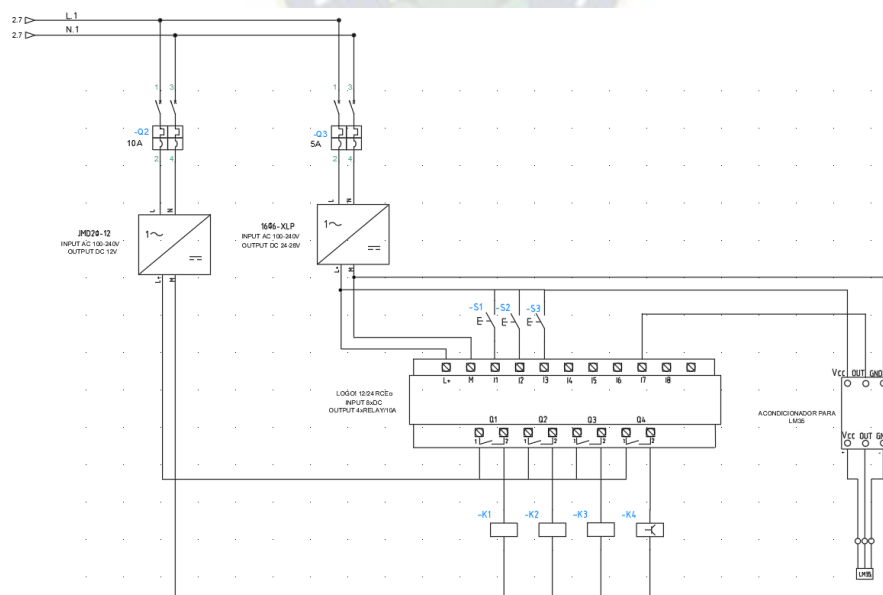 2.7 L.1
2.7 N.1
1 3
1 3
-Q2
10A
-Q3
5A
2 4
2 4
L N
L N
JMD20-12
INPUT AC 100-240V
OUTPUT DC 12V
1~
1606-XLP
INPUT AC 100-240V
OUTPUT DC 24-28V
1~
L+ M
L+ M
-S1 -S2 -S3
L+ M I1 I2 I3 I4 I5 I6 I7 I8
LOGO! 12/24 RCEo
INPUT 8xDC
OUTPUT 4xRELAY/10A
Q1 Q2 Q3 Q4
1 2 1 2 1 2 1 2
Vcc OUT GND
ACONDICIONADOR PARA
LM35
Vcc OUT GN
-K1 -K2 -K3 -K4
LM35